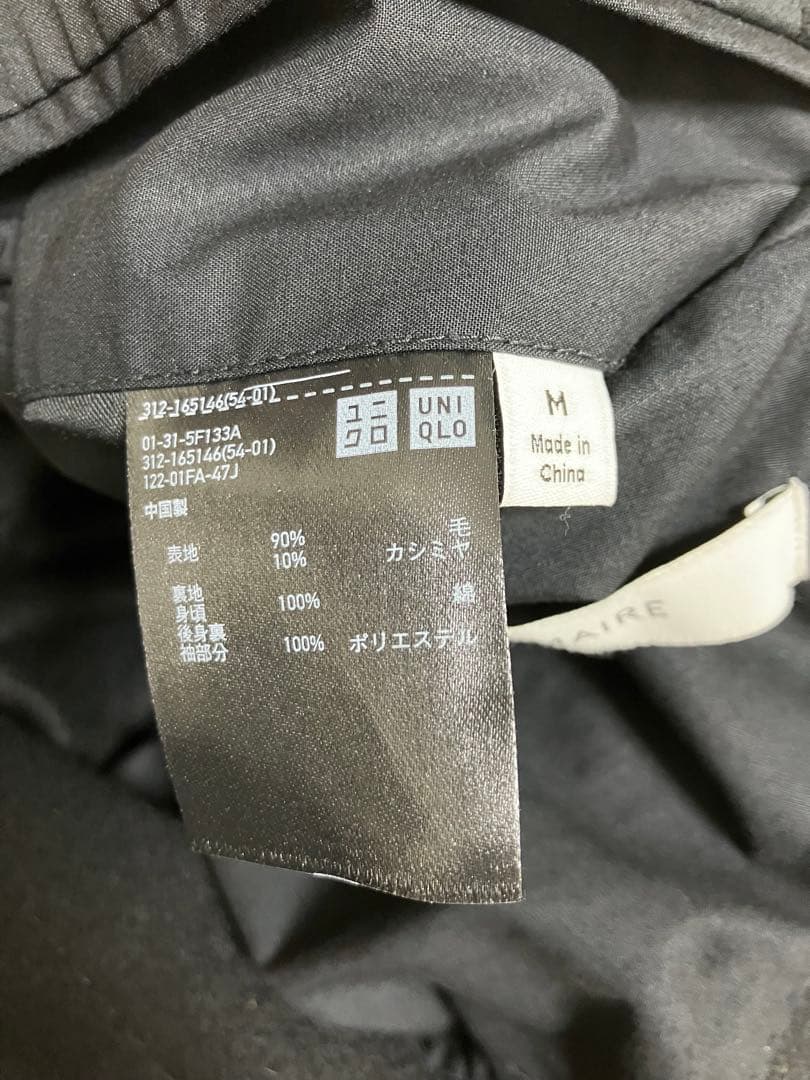 312-165146(54-01)
ユニ
クロ
UNI
QLO
01-31-5F133A
312-165146(54-01)
122-01FA-47J
中国製
表地 90% 毛
10% カシミヤ
裏地
身頃 100% 綿
後身裏
袖部分 100% ポリエステル
M
Made in
China
AIRE